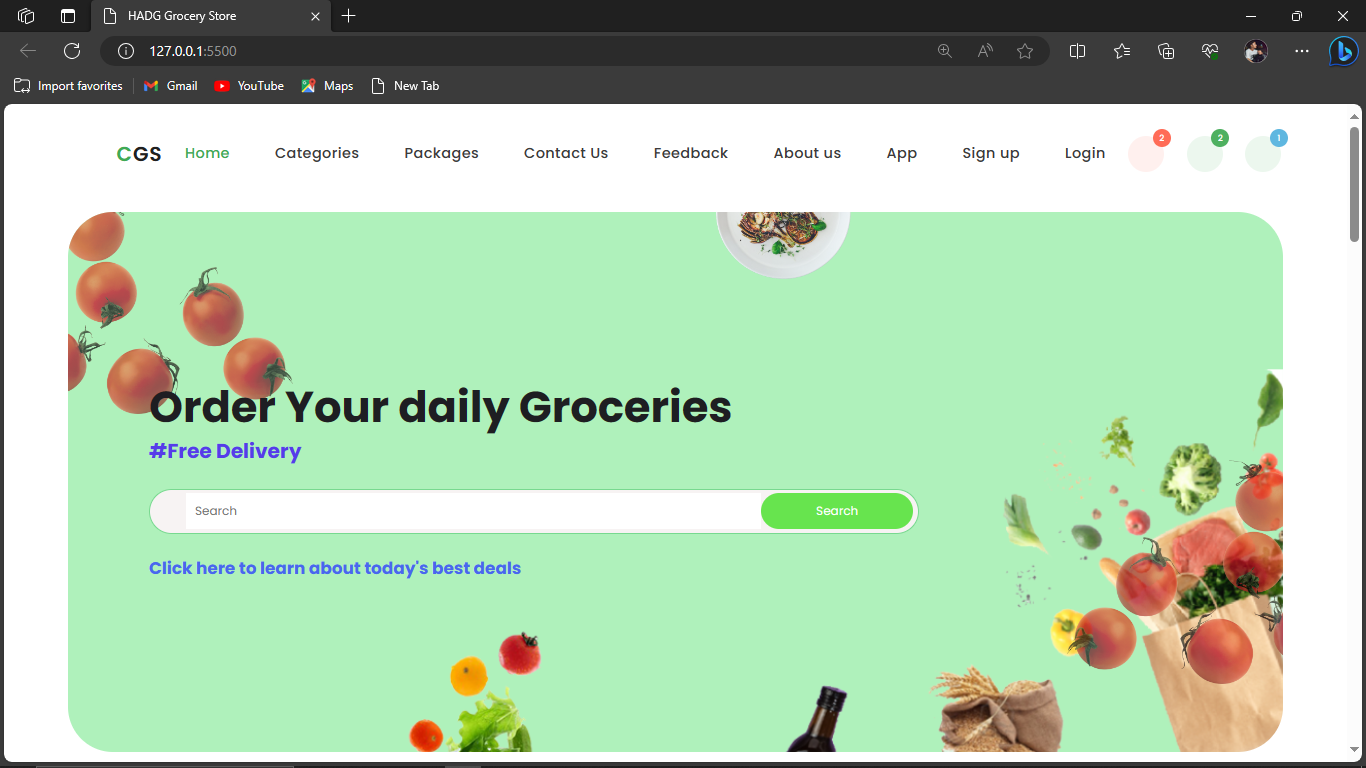 HADG Grocery Store
127.0.0.1:5500
Import favorites Gmail YouTube Maps New Tab
2 2 1
CGS Home Categories Packages Contact Us Feedback About us App Sign up Login
Order Your daily Groceries
#Free Delivery
Search Search
Click here to learn about today's best deals